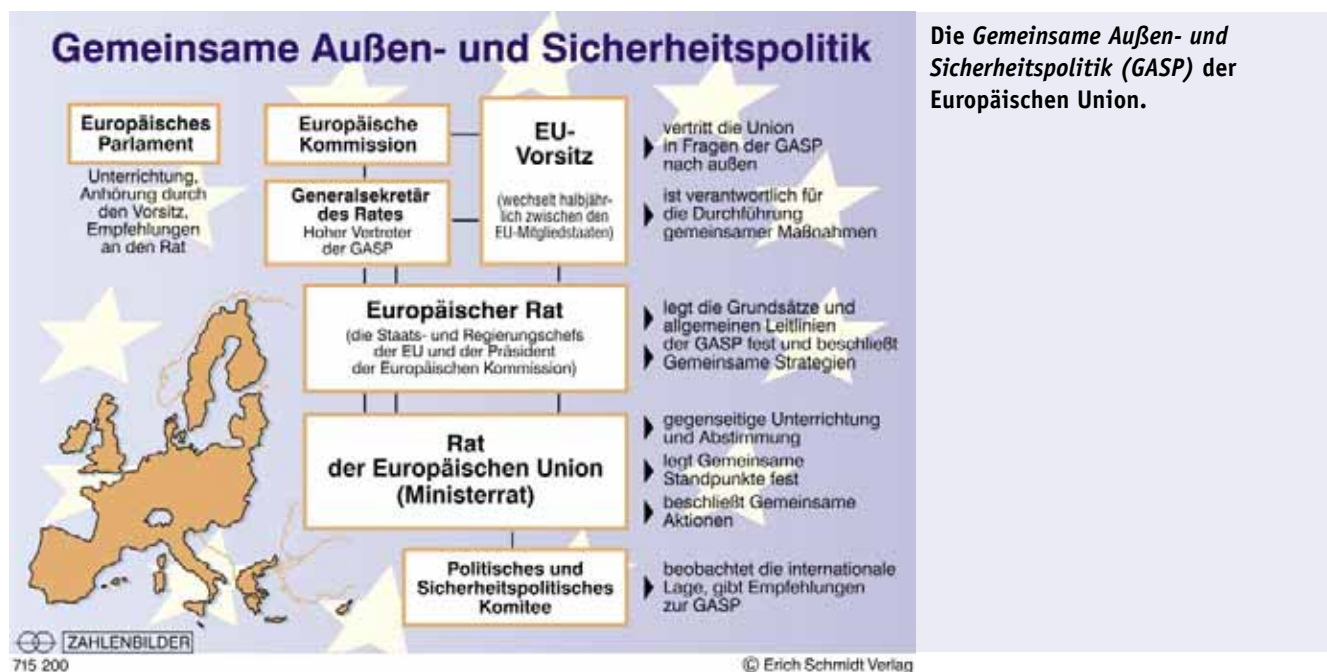 Gemeinsame Außen- und Sicherheitspolitik
Europäisches
Parlament
Unterrichtung,
Anhörung durch
den Vorsitz,
Empfehlungen
an den Rat
Europäische
Kommission
Generalsekretär
des Rates
Hoher Vertreter
der GASP
EU-
Vorsitz
(wechselt halbjähr-
lich zwischen den
EU-Mitgliedstaaten)
vertritt die Union
in Fragen der GASP
nach außen
ist verantwortlich für
die Durchführung
gemeinsamer Maßnahmen
Europäischer Rat
(die Staats- und Regierungschefs
der EU und der Präsident
der Europäischen Kommission)
legt die Grundsätze und
allgemeinen Leitlinien
der GASP fest und beschließt
Gemeinsame Strategien
Rat
der Europäischen Union
(Ministerrat)
gegenseitige Unterrichtung
und Abstimmung
legt Gemeinsame
Standpunkte fest
beschließt Gemeinsame
Aktionen
Politisches und
Sicherheitspolitisches
Komitee
beobachtet die internationale
Lage, gibt Empfehlungen
zur GASP
ZAHLENBILDER
715 200
© Erich Schmidt Verlag
Die Gemeinsame Außen- und
Sicherheitspolitik (GASP) der
Europäischen Union.